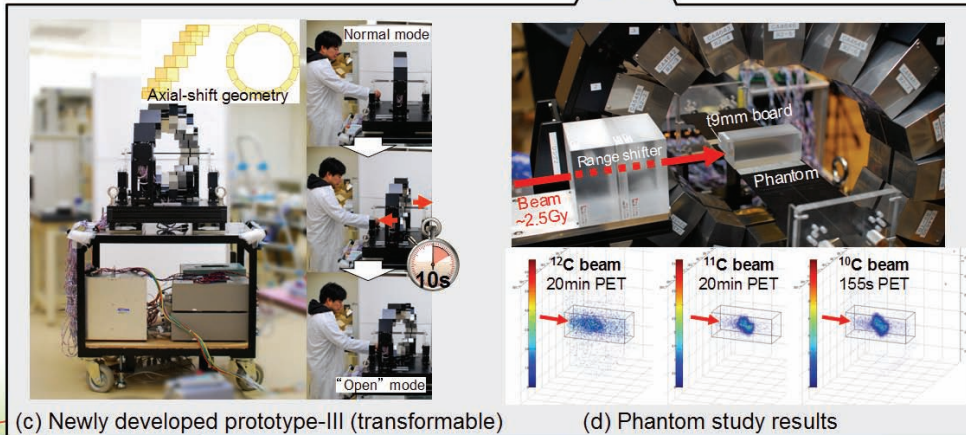 Axial-shift geometry
Normal mode
10s
"Open" mode
(c) Newly developed prototype-III (transformable)
t9mm board
Range shifter
Phantom
Beam
~2.5Gy
¹²C beam
20min PET
¹¹C beam
20min PET
¹⁰C beam
155s PET
(d) Phantom study results